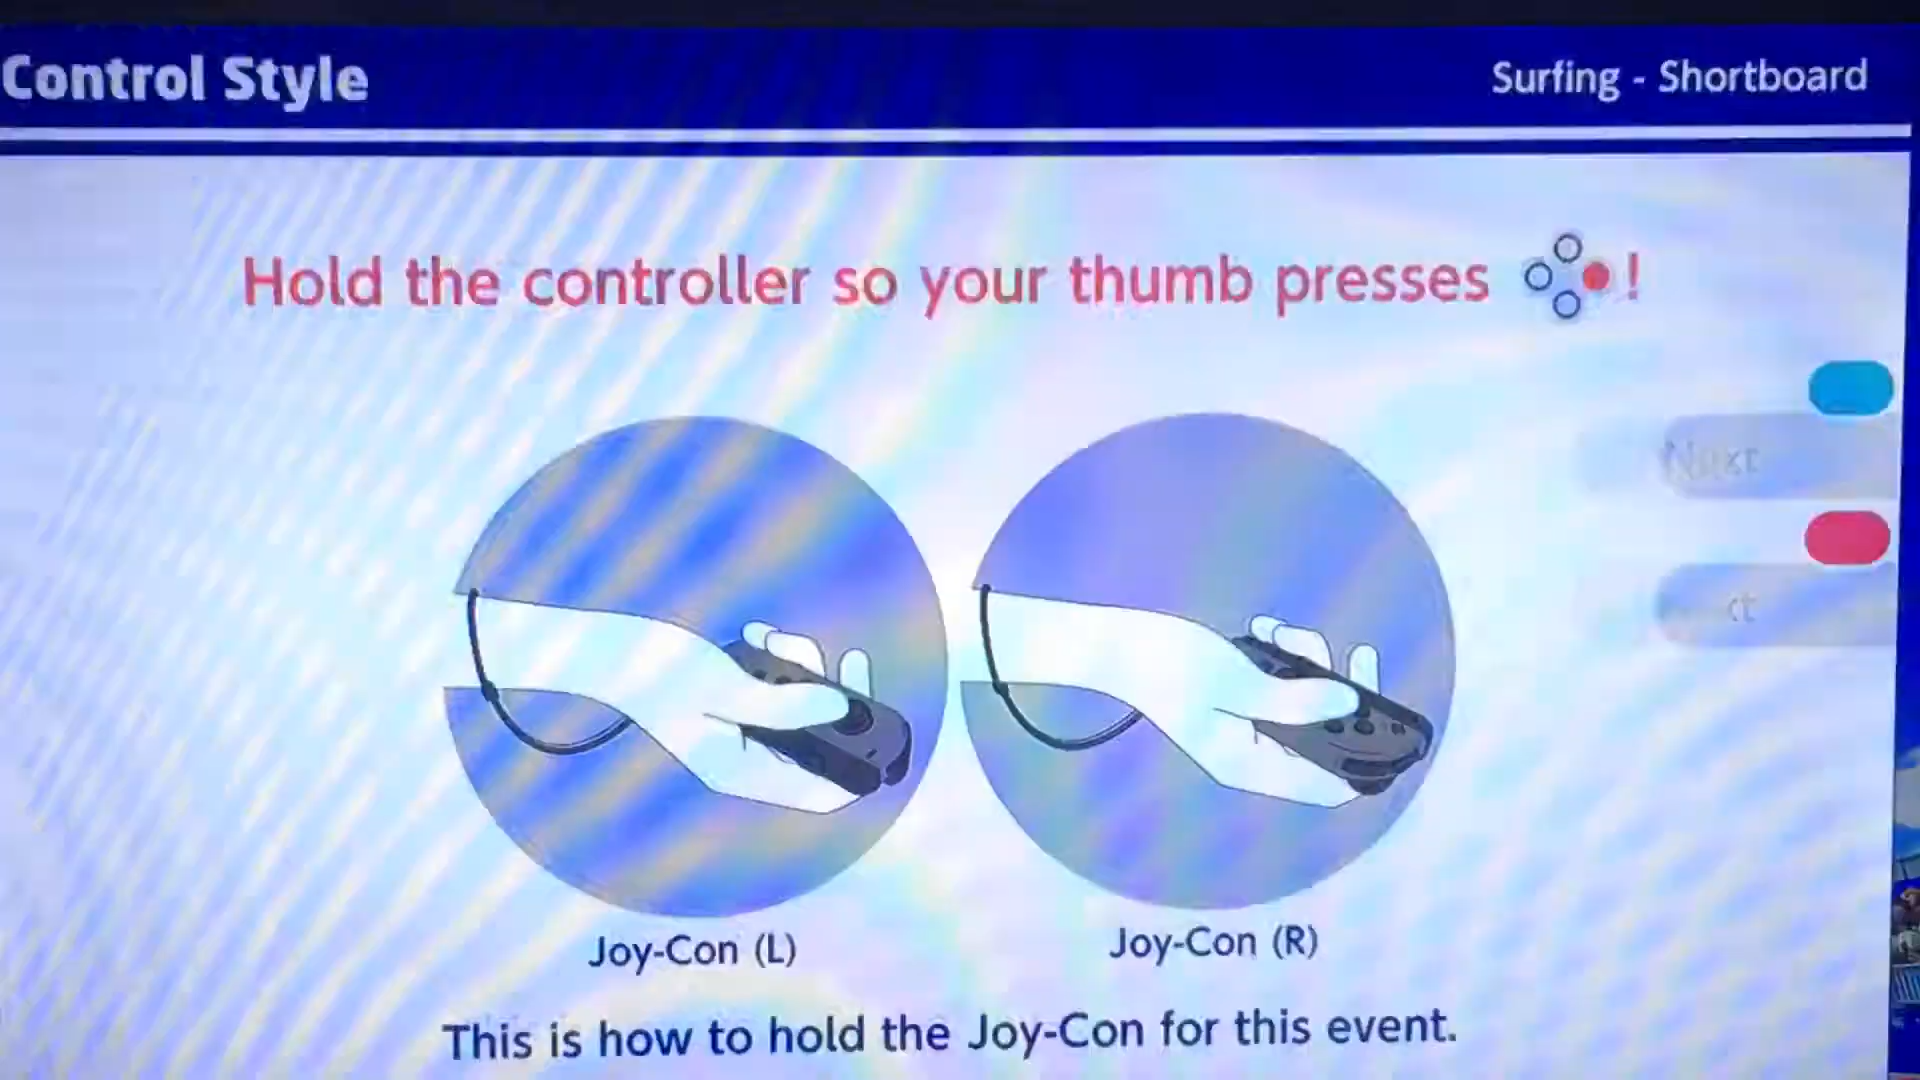 Control Style
Surfing - Shortboard
Hold the controller so your thumb presses !
Next
Joy-Con (L)
Joy-Con (R)
This is how to hold the Joy-Con for this event.